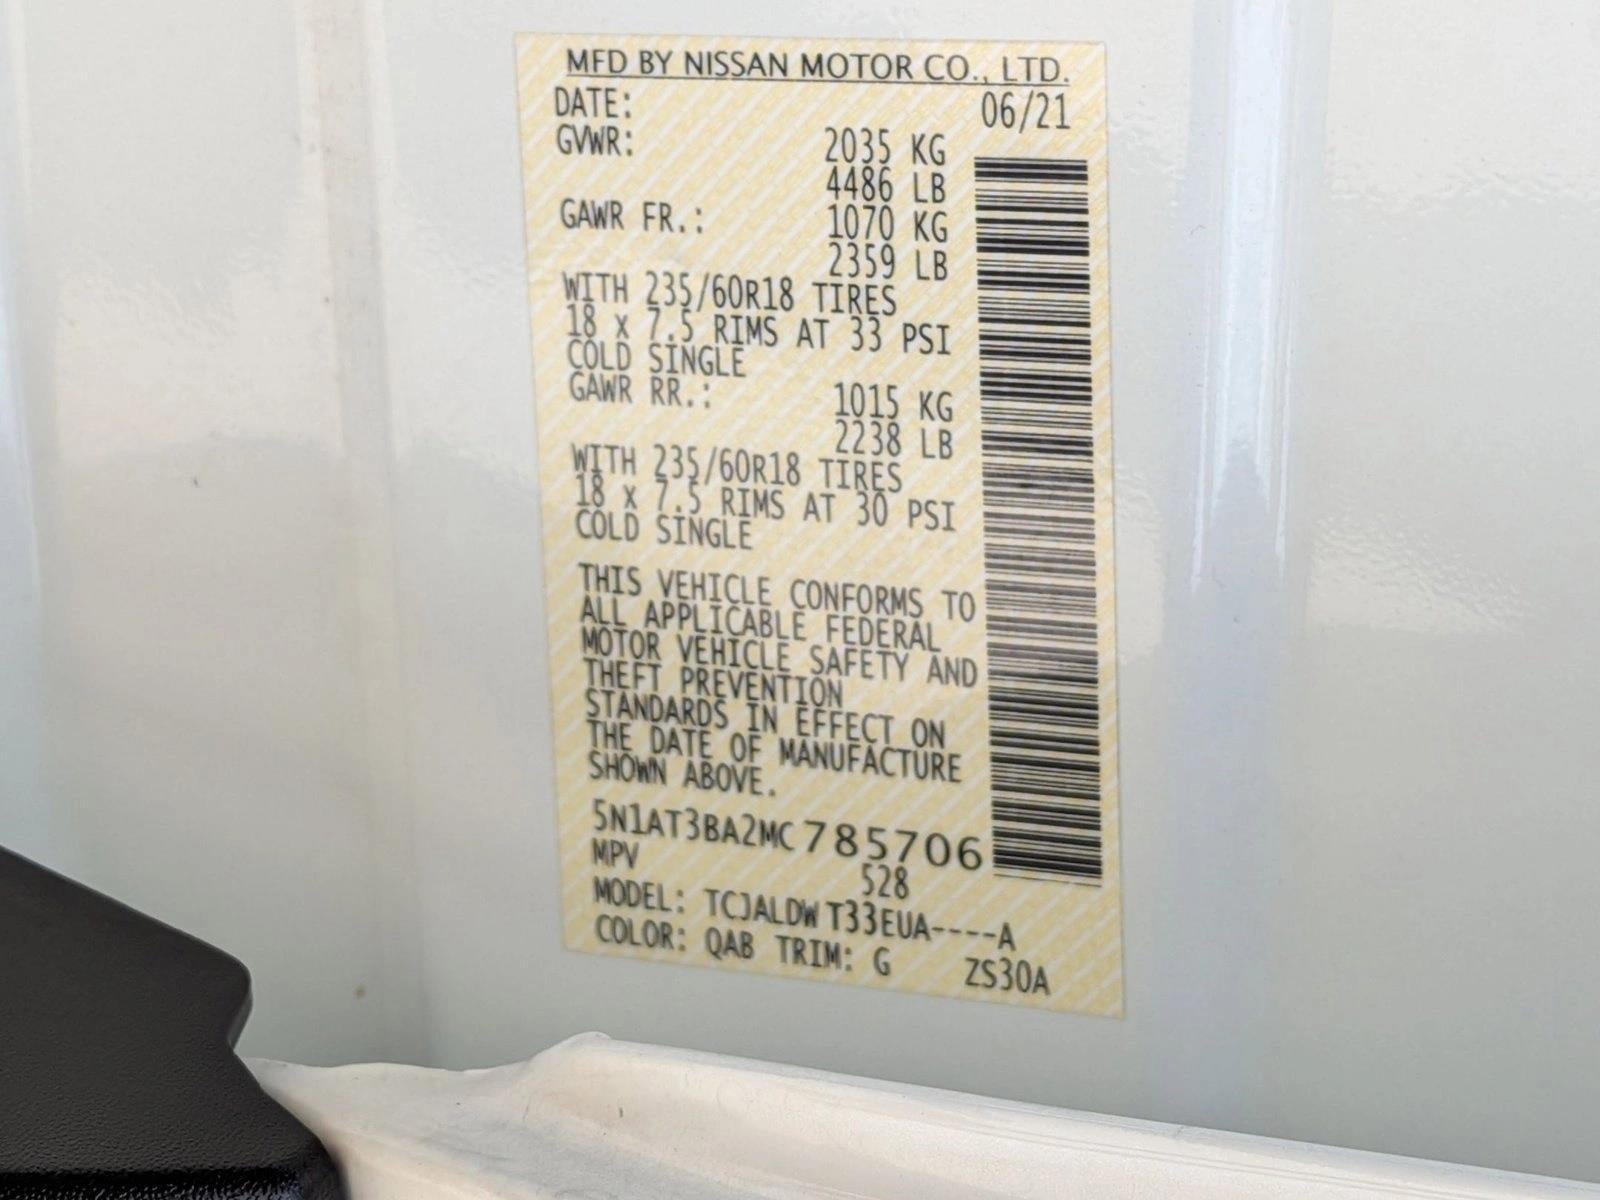 MFD BY NISSAN MOTOR CO., LTD.
DATE: 06/21
GVWR: 2035 KG
4486 LB
GAWR FR.: 1070 KG
2359 LB
WITH 235/60R18 TIRES
18 x 7.5 RIMS AT 33 PSI
COLD SINGLE
GAWR RR.: 1015 KG
2238 LB
WITH 235/60R18 TIRES
18 x 7.5 RIMS AT 30 PSI
COLD SINGLE
THIS VEHICLE CONFORMS TO
ALL APPLICABLE FEDERAL
MOTOR VEHICLE SAFETY AND
THEFT PREVENTION
STANDARDS IN EFFECT ON
THE DATE OF MANUFACTURE
SHOWN ABOVE.
5N1AT3BA2MC785706
MPV 528
MODEL: TCJALDW T33EUA----A
COLOR: QAB TRIM: G ZS30A